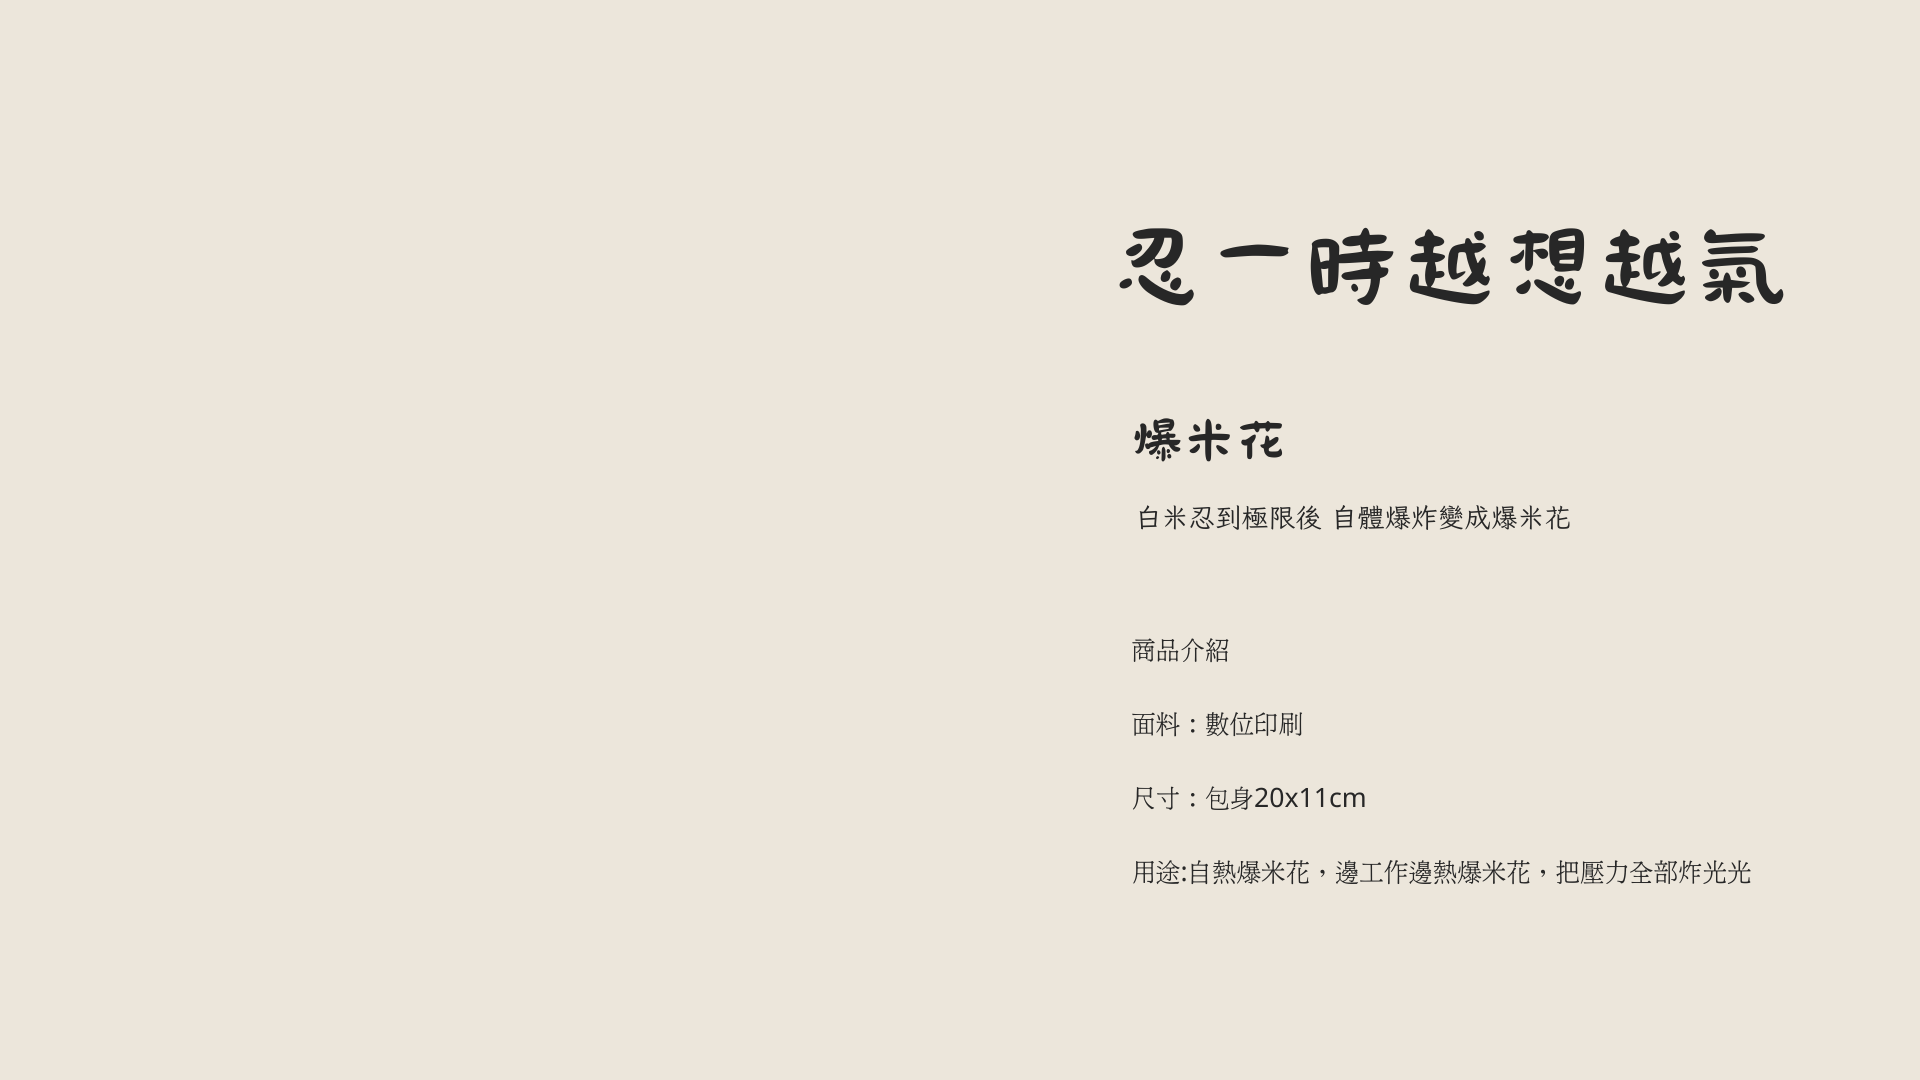 忍一時越想越氣
爆米花
白米忍到極限後 自體爆炸變成爆米花
商品介紹
面料：數位印刷
尺寸：包身20x11cm
用途:自熱爆米花，邊工作邊熱爆米花，把壓力全部炸光光